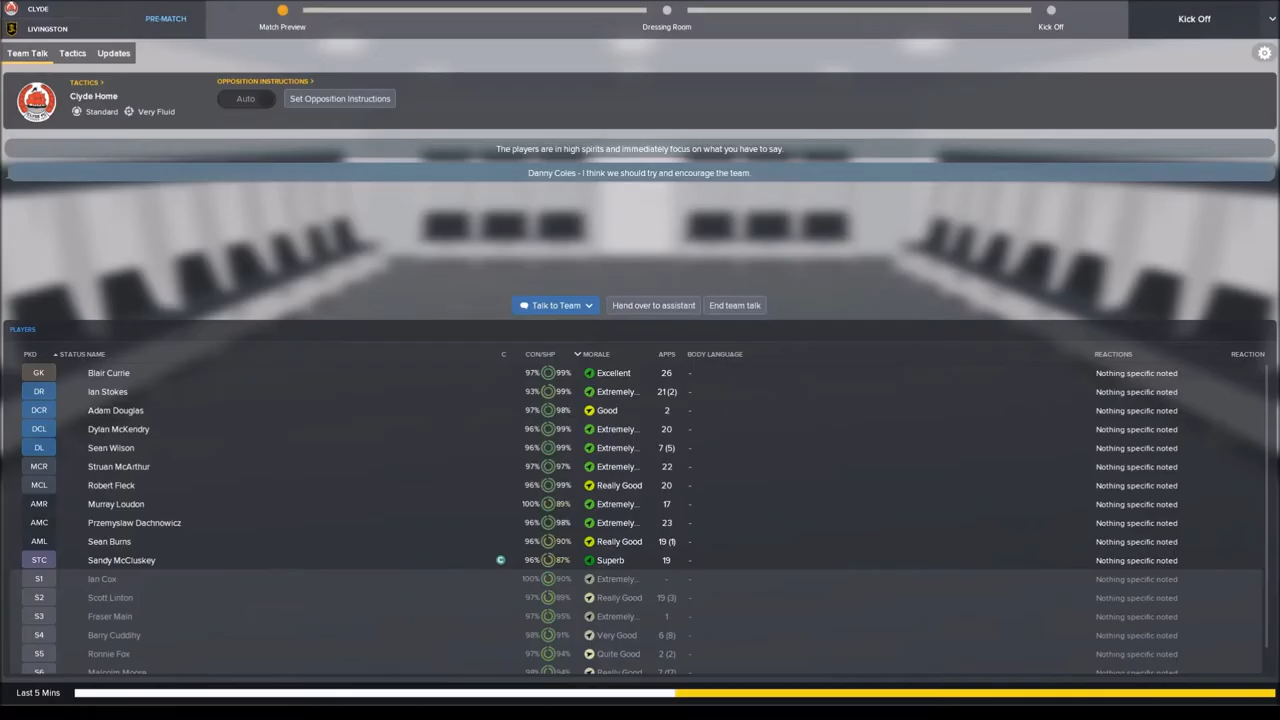 CLYDE
LIVINGSTON
PRE-MATCH
Match Preview
Dressing Room
Kick Off
Kick Off
Team Talk Tactics Updates
TACTICS >
Clyde Home
Standard Very Fluid
OPPOSITION INSTRUCTIONS >
Auto Set Opposition Instructions
The players are in high spirits and immediately focus on what you have to say.
Danny Coles - I think we should try and encourage the team.
Talk to Team Hand over to assistant End team talk
PLAYERS
PKD STATUS NAME C CON/SHP MORALE APPS BODY LANGUAGE REACTIONS REACTION
GK Blair Currie 97% 99% Excellent 26 - Nothing specific noted
DR Ian Stokes 93% 99% Extremely... 21 (2) - Nothing specific noted
DCR Adam Douglas 97% 98% Good 2 - Nothing specific noted
DCL Dylan McKendry 96% 99% Extremely... 20 - Nothing specific noted
DL Sean Wilson 96% 99% Extremely... 7 (5) - Nothing specific noted
MCR Struan McArthur 97% 97% Extremely... 22 - Nothing specific noted
MCL Robert Fleck 96% 99% Really Good 20 - Nothing specific noted
AMR Murray Loudon 100% 89% Extremely... 17 - Nothing specific noted
AMC Przemyslaw Dachnowicz 96% 98% Extremely... 23 - Nothing specific noted
AML Sean Burns 96% 90% Really Good 19 (1) - Nothing specific noted
STC Sandy McCluskey C 96% 87% Superb 19 - Nothing specific noted
S1 Ian Cox 100% 90% Extremely... - - Nothing specific noted
S2 Scott Linton 97% 89% Really Good 19 (3) - Nothing specific noted
S3 Fraser Main 97% 95% Extremely... 1 - Nothing specific noted
S4 Barry Cuddihy 98% 91% Very Good 6 (8) - Nothing specific noted
S5 Ronnie Fox 97% 94% Quite Good 2 (2) - Nothing specific noted
S6 Malcolm Moore 98% 94% Really Good - Nothing specific noted
Last 5 Mins